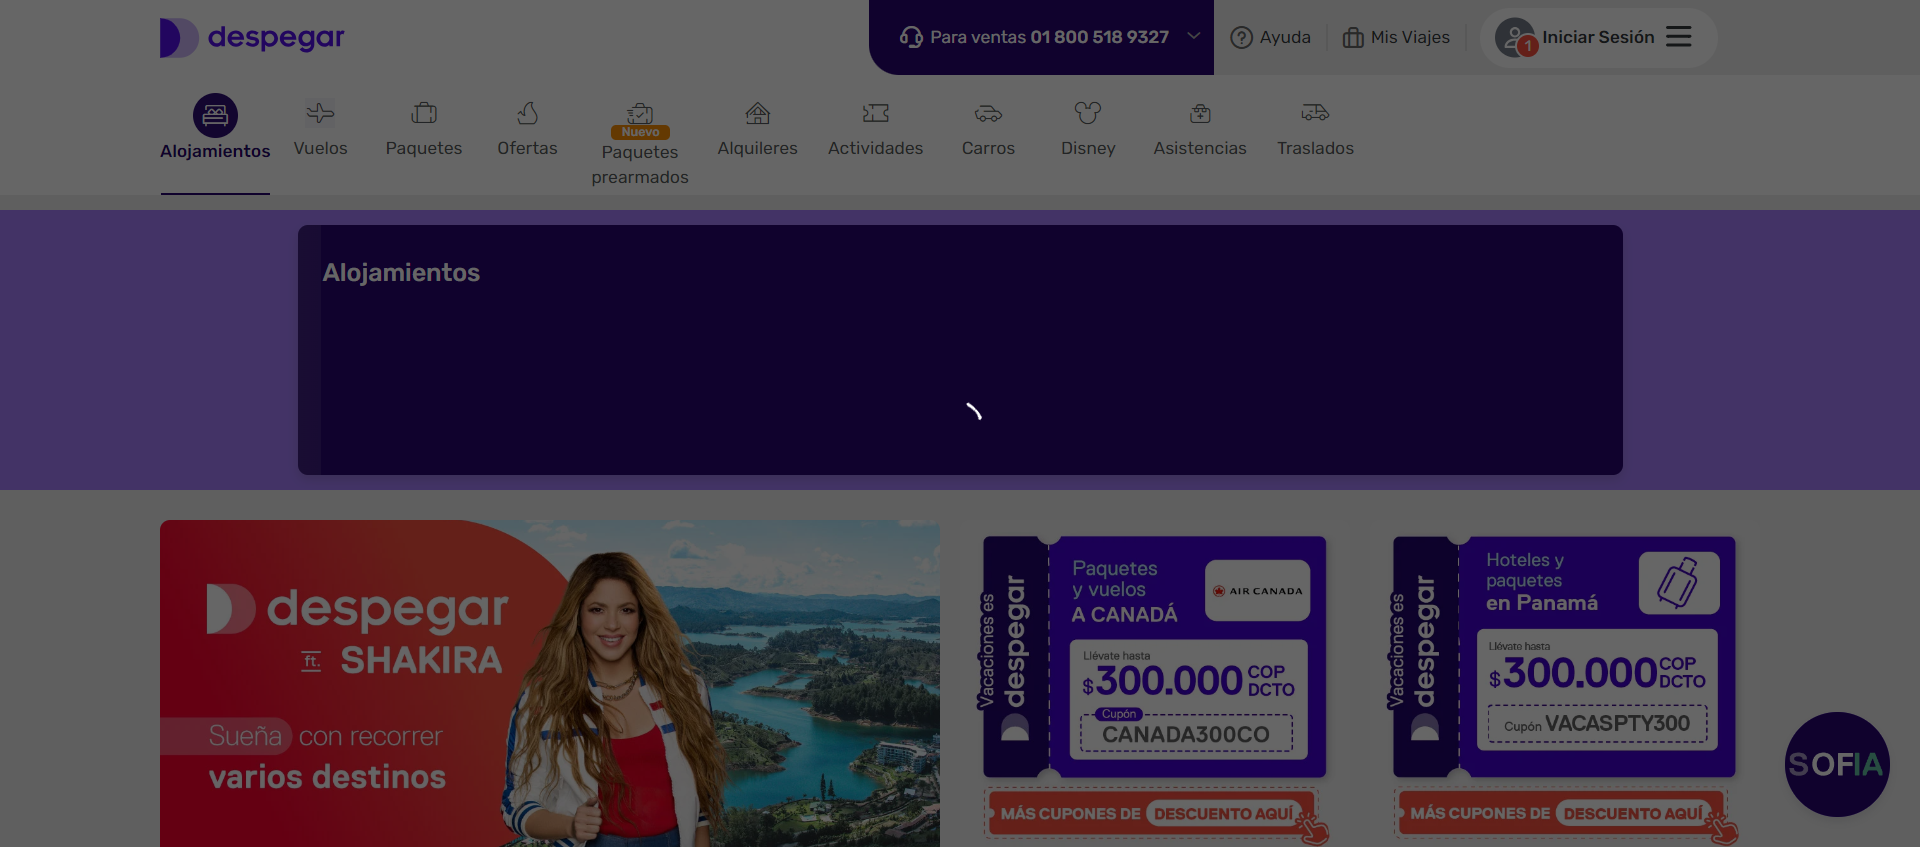 despegar
Para ventas 01 800 518 9327
Ayuda
Mis Viajes
1
Iniciar Sesión
Alojamientos
Vuelos
Paquetes
Ofertas
Nuevo
Paquetes
prearmados
Alquileres
Actividades
Carros
Disney
Asistencias
Traslados
Alojamientos
despegar
ft. SHAKIRA
Sueña con recorrer
varios destinos
Vacaciones es
despegar
Paquetes
y vuelos
A CANADÁ
AIR CANADA
Llévate hasta
$300.000 COP
DCTO
Cupón
CANADA300CO
MÁS CUPONES DE DESCUENTO AQUÍ
Vacaciones es
despegar
Hoteles y
paquetes
en Panamá
Llévate hasta
$300.000 COP
DCTO
Cupón VACASPTY300
MÁS CUPONES DE DESCUENTO AQUÍ
SOFIA